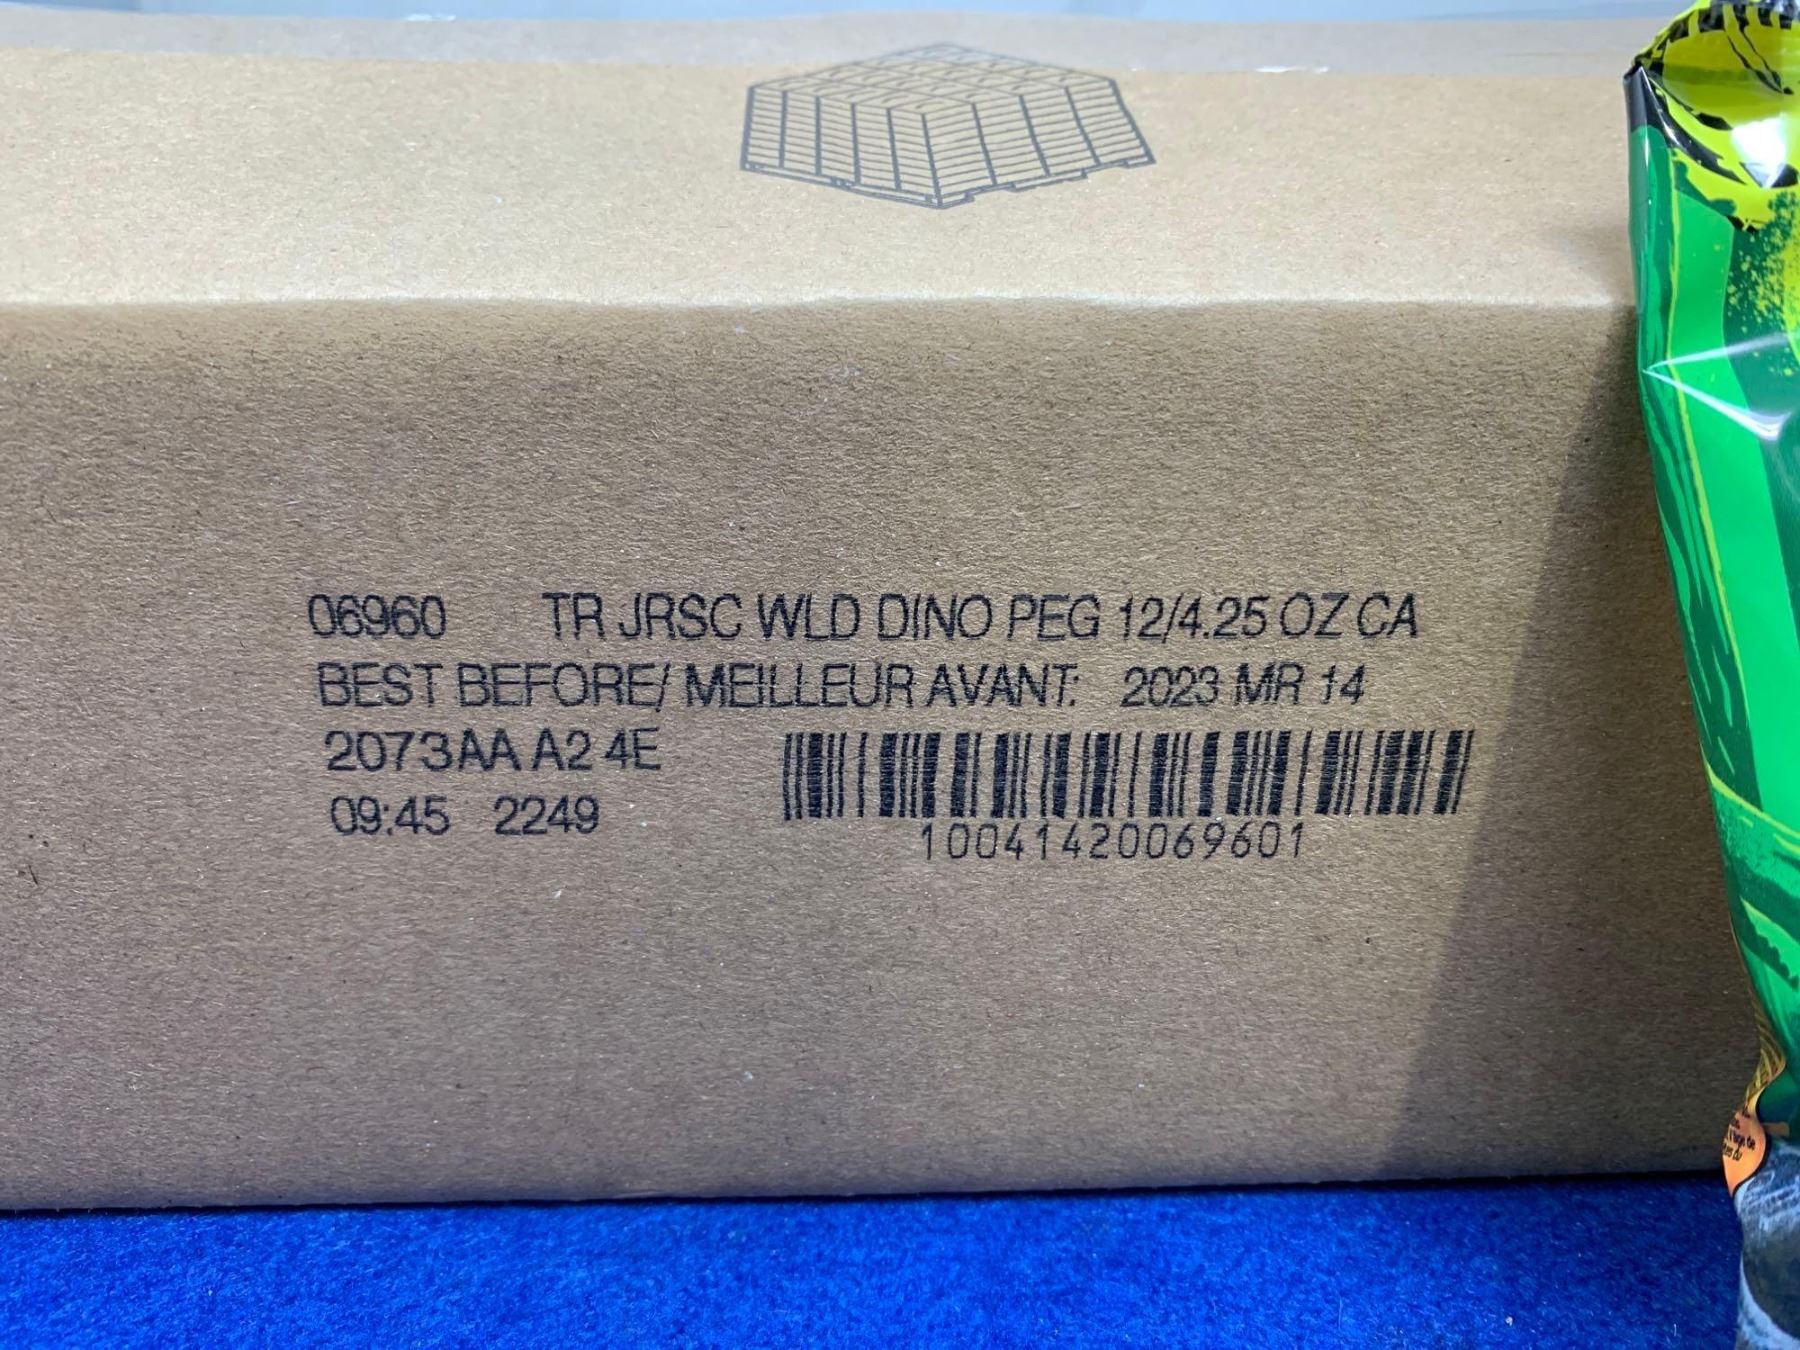 06960 TR JRSC WLD DINO PEG 12/4.25 OZ CA
BEST BEFORE/ MEILLEUR AVANT: 2023 MR 14
2073AA A2 4E
09:45 2249
10041420069601